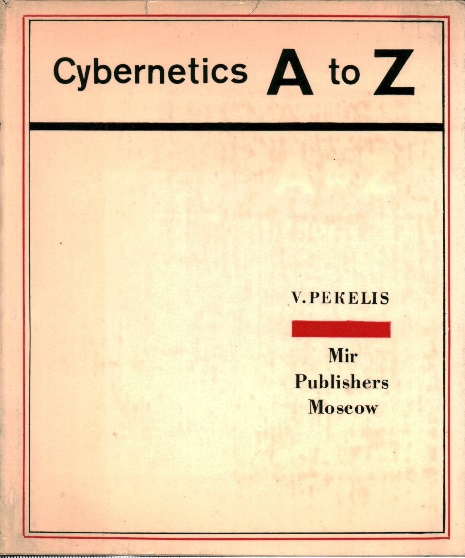 Cybernetics A to Z
V. PEKELIS
Mir
Publishers
Moscow